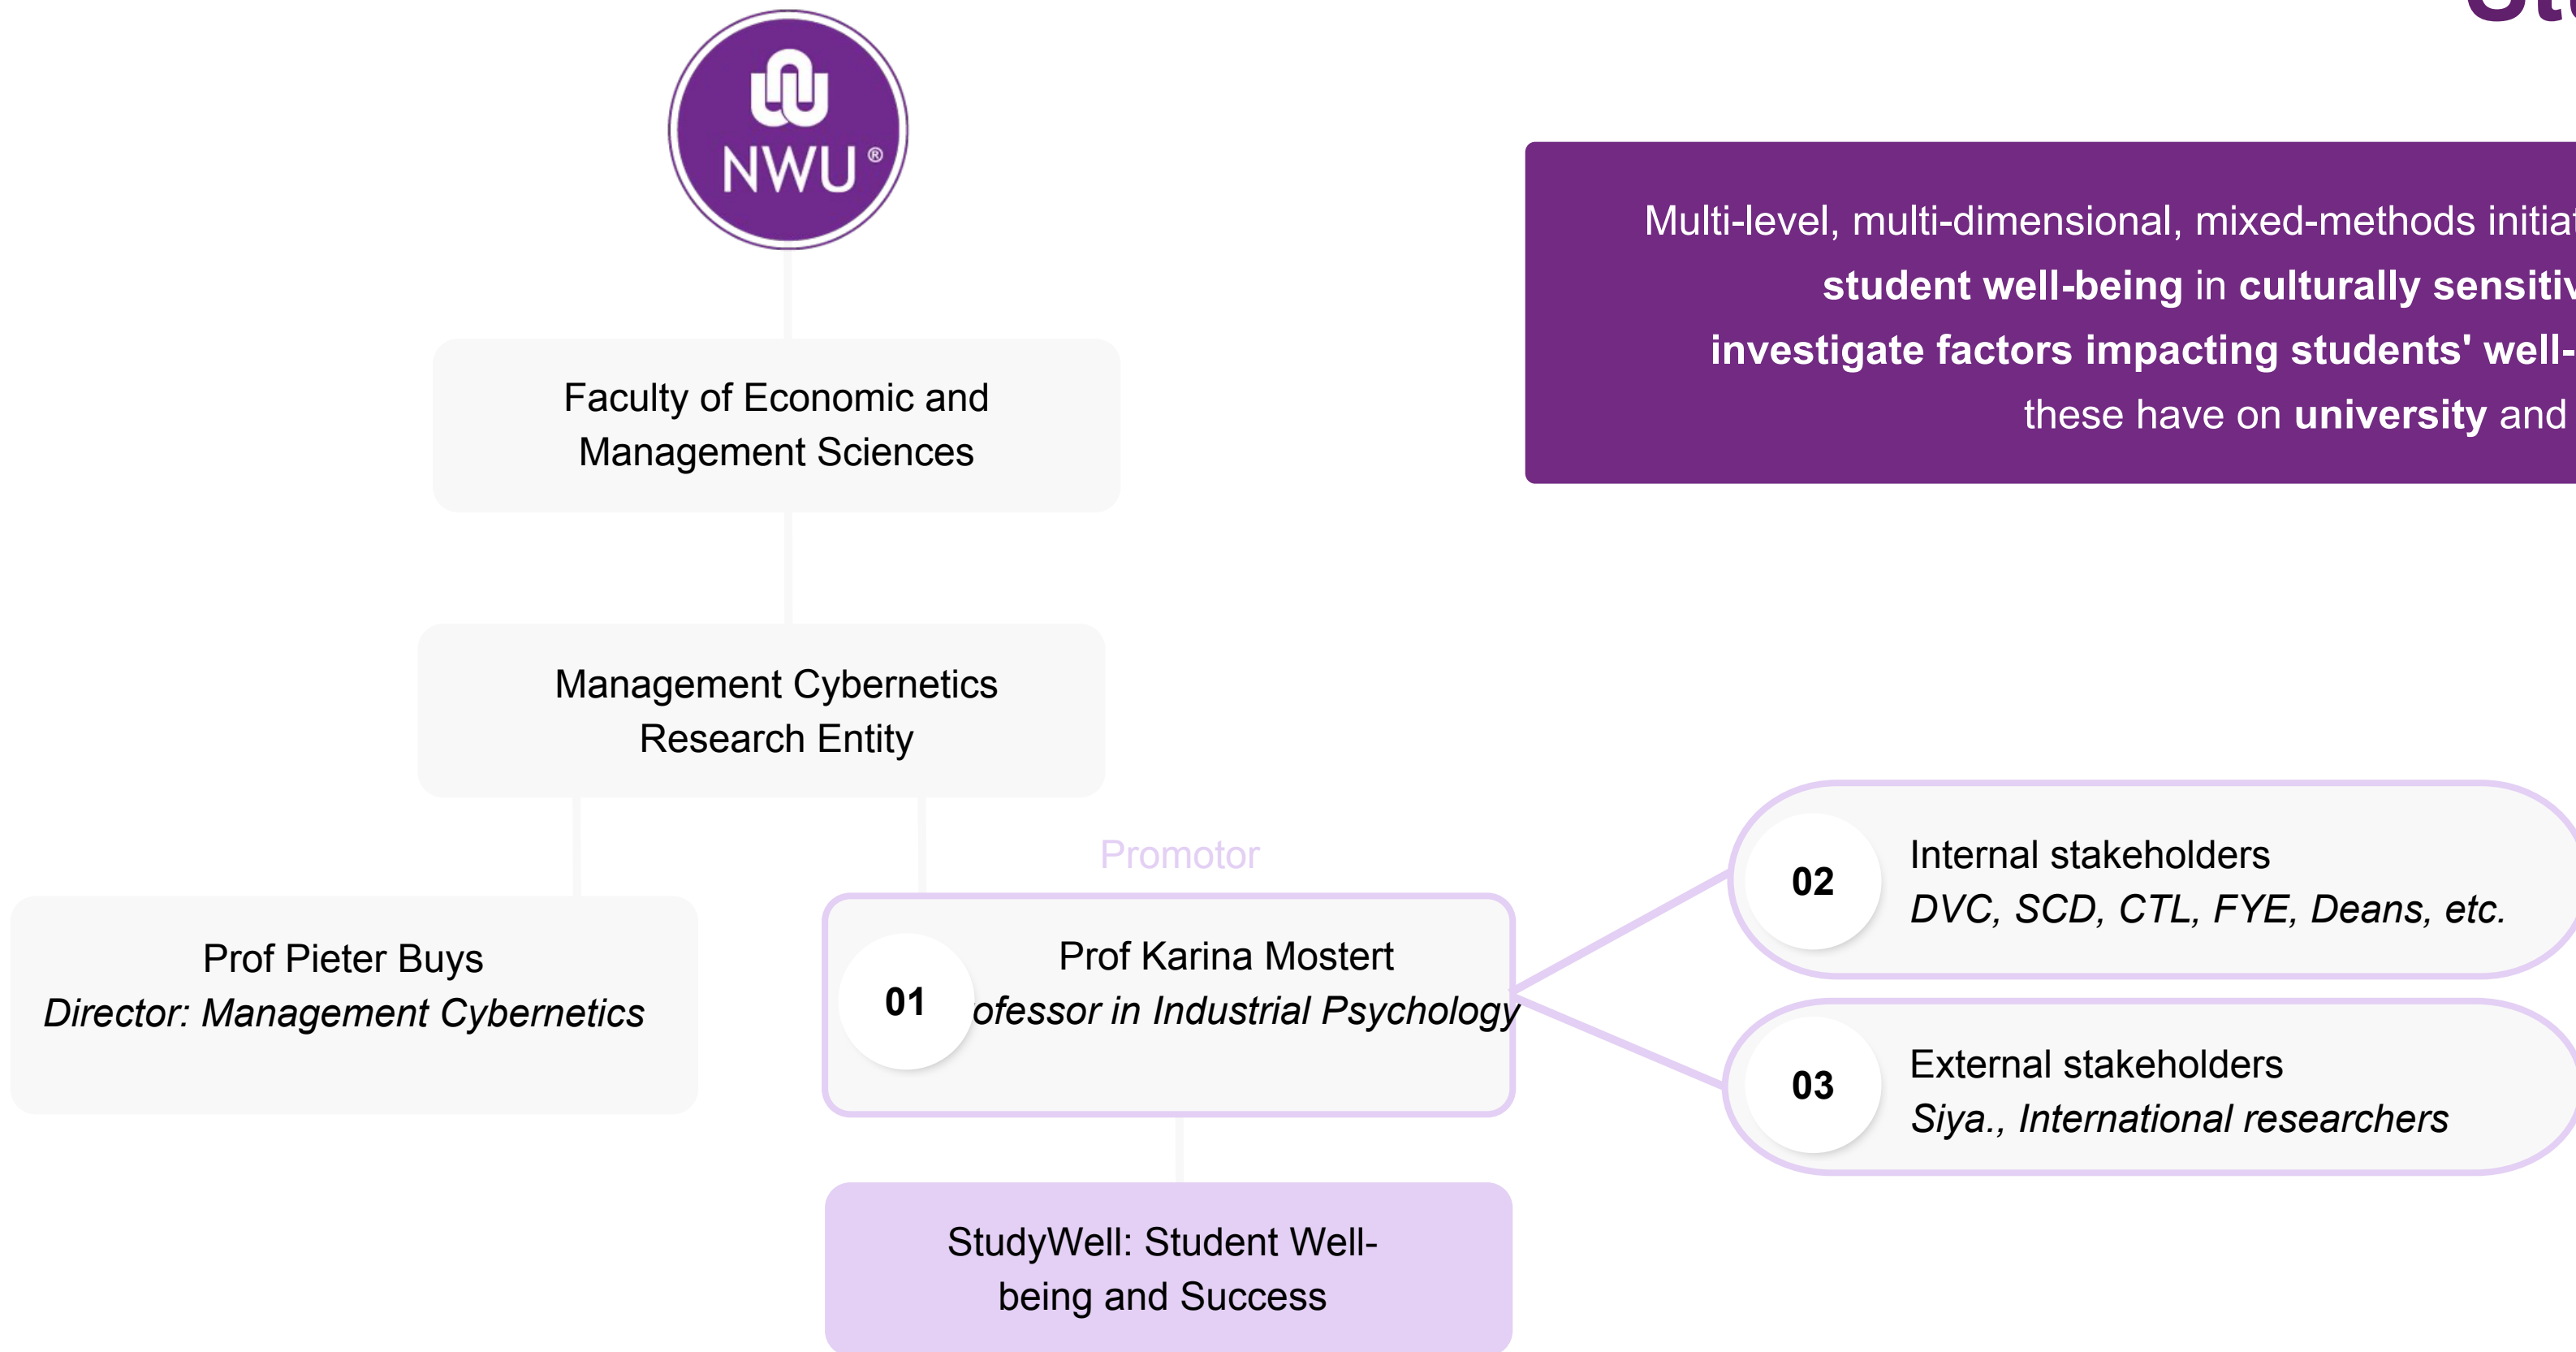 NWU ®
Multi-level, multi-dimensional, mixed-methods
student well-being in culturally
investigate factors impacting students' well-
these have on university and
Faculty of Economic and
Management Sciences
Management Cybernetics
Research Entity
Promotor
Prof Pieter Buys
Director: Management Cybernetics
01
Prof Karina Mostert
ofessor in Industrial Psychology
02
Internal stakeholders
DVC, SCD, CTL, FYE, Deans, etc.
03
External stakeholders
Siya., International researchers
StudyWell: Student Well-
being and Success